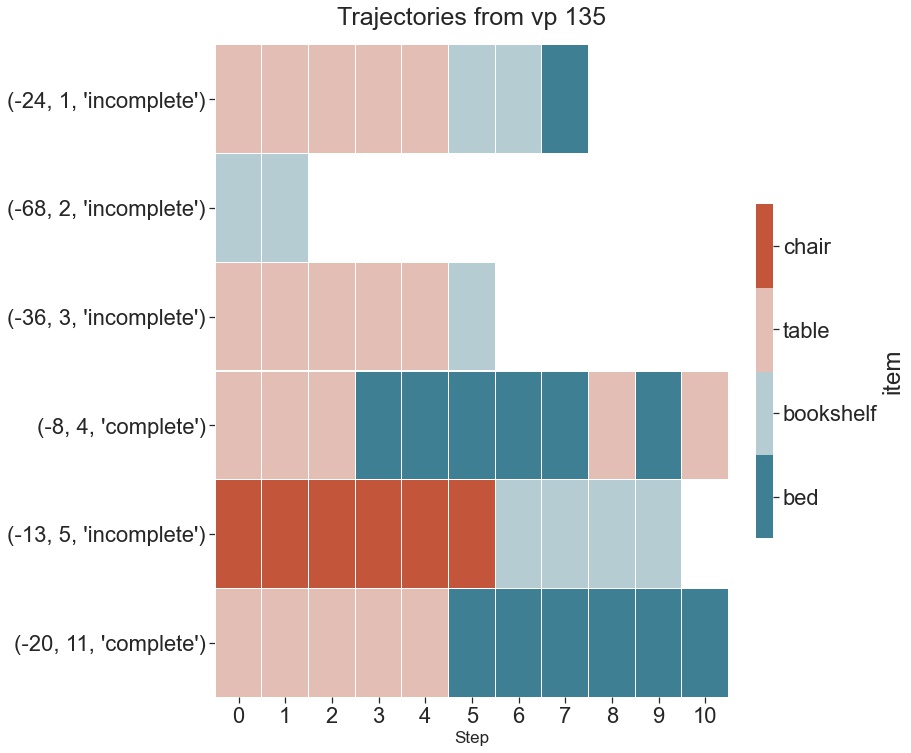 Trajectories from vp 135
(-24, 1, 'incomplete')
(-68, 2, 'incomplete')
(-36, 3, 'incomplete')
(-8, 4, 'complete')
(-13, 5, 'incomplete')
(-20, 11, 'complete')
0 1 2 3 4 5 6 7 8 9 10
Step
chair
table
bookshelf
bed
item